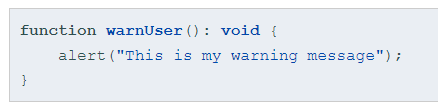 function warnUser(): void {
    alert("This is my warning message");
}